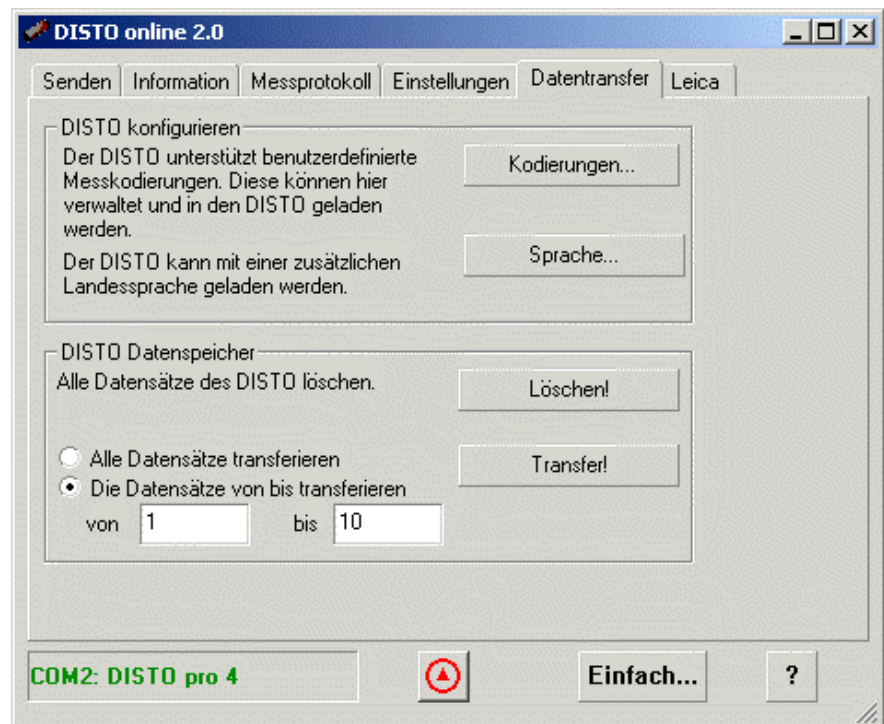 DISTO online 2.0
Senden Information Messprotokoll Einstellungen Datentransfer Leica
DISTO konfigurieren
Der DISTO unterstützt benutzerdefinierte
Messkodierungen. Diese können hier
verwaltet und in den DISTO geladen
werden.
Kodierungen...
Der DISTO kann mit einer zusätzlichen
Landessprache geladen werden.
Sprache...
DISTO Datenspeicher
Alle Datensätze des DISTO löschen.
Löschen!
Alle Datensätze transferieren
Die Datensätze von bis transferieren
Transfer!
von 1 bis 10
COM2: DISTO pro 4
Einfach...
?